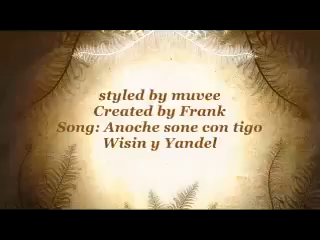 styled by muvee
Created by Frank
Song: Anoche sone con tigo
Wisin y Yandel